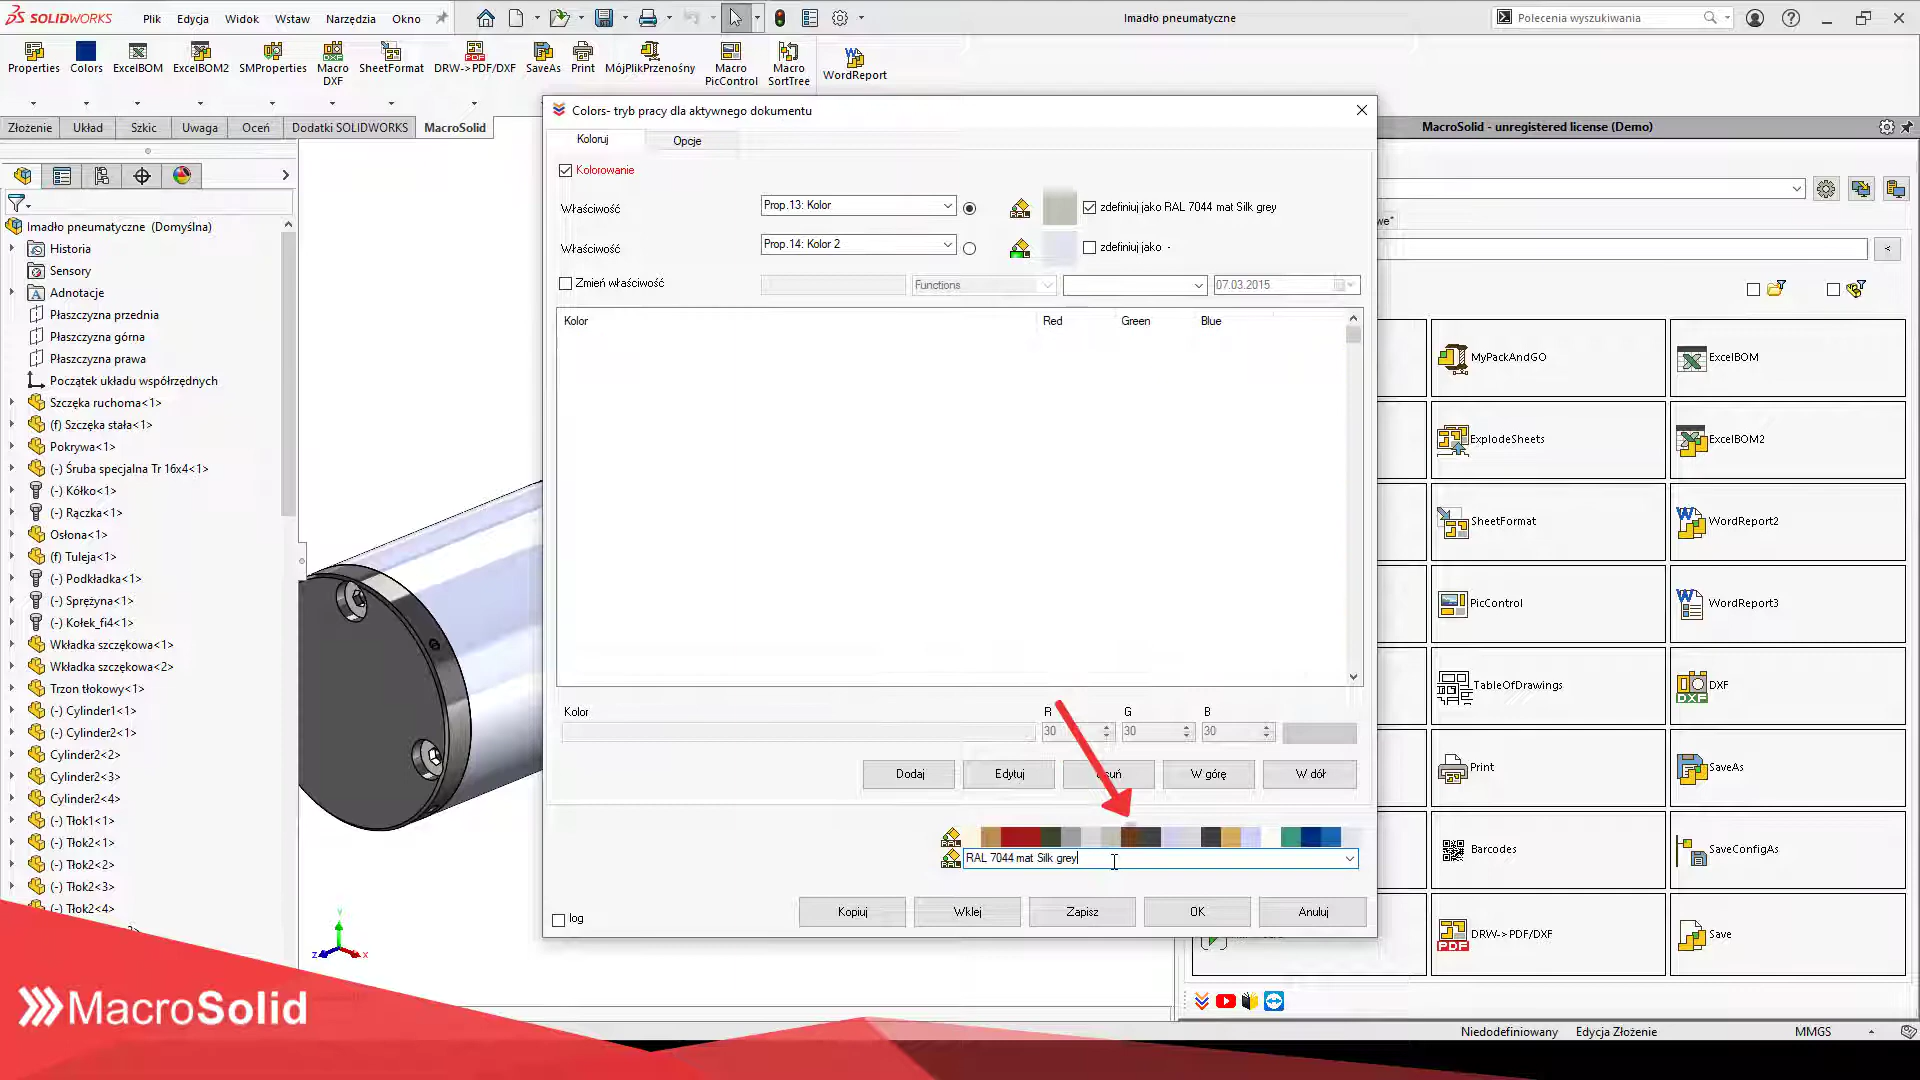 SOLIDWORKS Plik Edycja Widok Wstaw Narzędzia Okno Imadło pneumatyczne Polecenia wyszukiwania
Properties Colors ExcelBOM ExcelBOM2 SMProperties Macro DXF SheetFormat DRW->PDF/DXF SaveAs Print MójPlikPrzenośny Macro PicControl Macro SortTree WordReport
Złożenie Układ Szkic Uwaga Oceń Dodatki SOLIDWORKS MacroSolid
MacroSolid - unregistered license (Demo)
Imadło pneumatyczne (Domyślna)
Historia
Sensory
Adnotacje
Płaszczyzna przednia
Płaszczyzna górna
Płaszczyzna prawa
Początek układu współrzędnych
Szczęka ruchoma<1>
(f) Szczęka stała<1>
Pokrywa<1>
(-) Śruba specjalna Tr 16x4<1>
(-) Kółko<1>
(-) Rączka<1>
Osłona<1>
(f) Tuleja<1>
(-) Podkładka<1>
(-) Sprężyna<1>
(-) Kołek_fi4<1>
Wkładka szczękowa<1>
Wkładka szczękowa<2>
Trzon tłokowy<1>
(-) Cylinder1<1>
(-) Cylinder2<1>
Cylinder2<2>
Cylinder2<3>
Cylinder2<4>
(-) Tłok1<1>
(-) Tłok2<1>
(-) Tłok2<2>
(-) Tłok2<3>
(-) Tłok2<4>
Colors- tryb pracy dla aktywnego dokumentu
Koloruj Opcje
Kolorowanie
Właściwość Prop.13: Kolor RAL zdefiniuj jako RAL 7044 mat Silk grey
Właściwość Prop.14: Kolor 2 zdefiniuj jako -
Zmień właściwość Functions 07.03.2015
Kolor Red Green Blue
Kolor R G B
30 30 30
Dodaj Edytuj W górę W dół
RAL
RAL RAL 7044 mat Silk grey
log Kopiuj Wklej Zapisz OK Anuluj
<
MyPackAndGO ExcelBOM
ExplodeSheets ExcelBOM2
SheetFormat WordReport2
PicControl WordReport3
TableOfDrawings DXF DXF
Print SaveAs
Barcodes SaveConfigAs
PDF DRW->PDF/DXF Save
Y
Z X
MacroSolid
Niedodefiniowany Edycja Złożenie MMGS